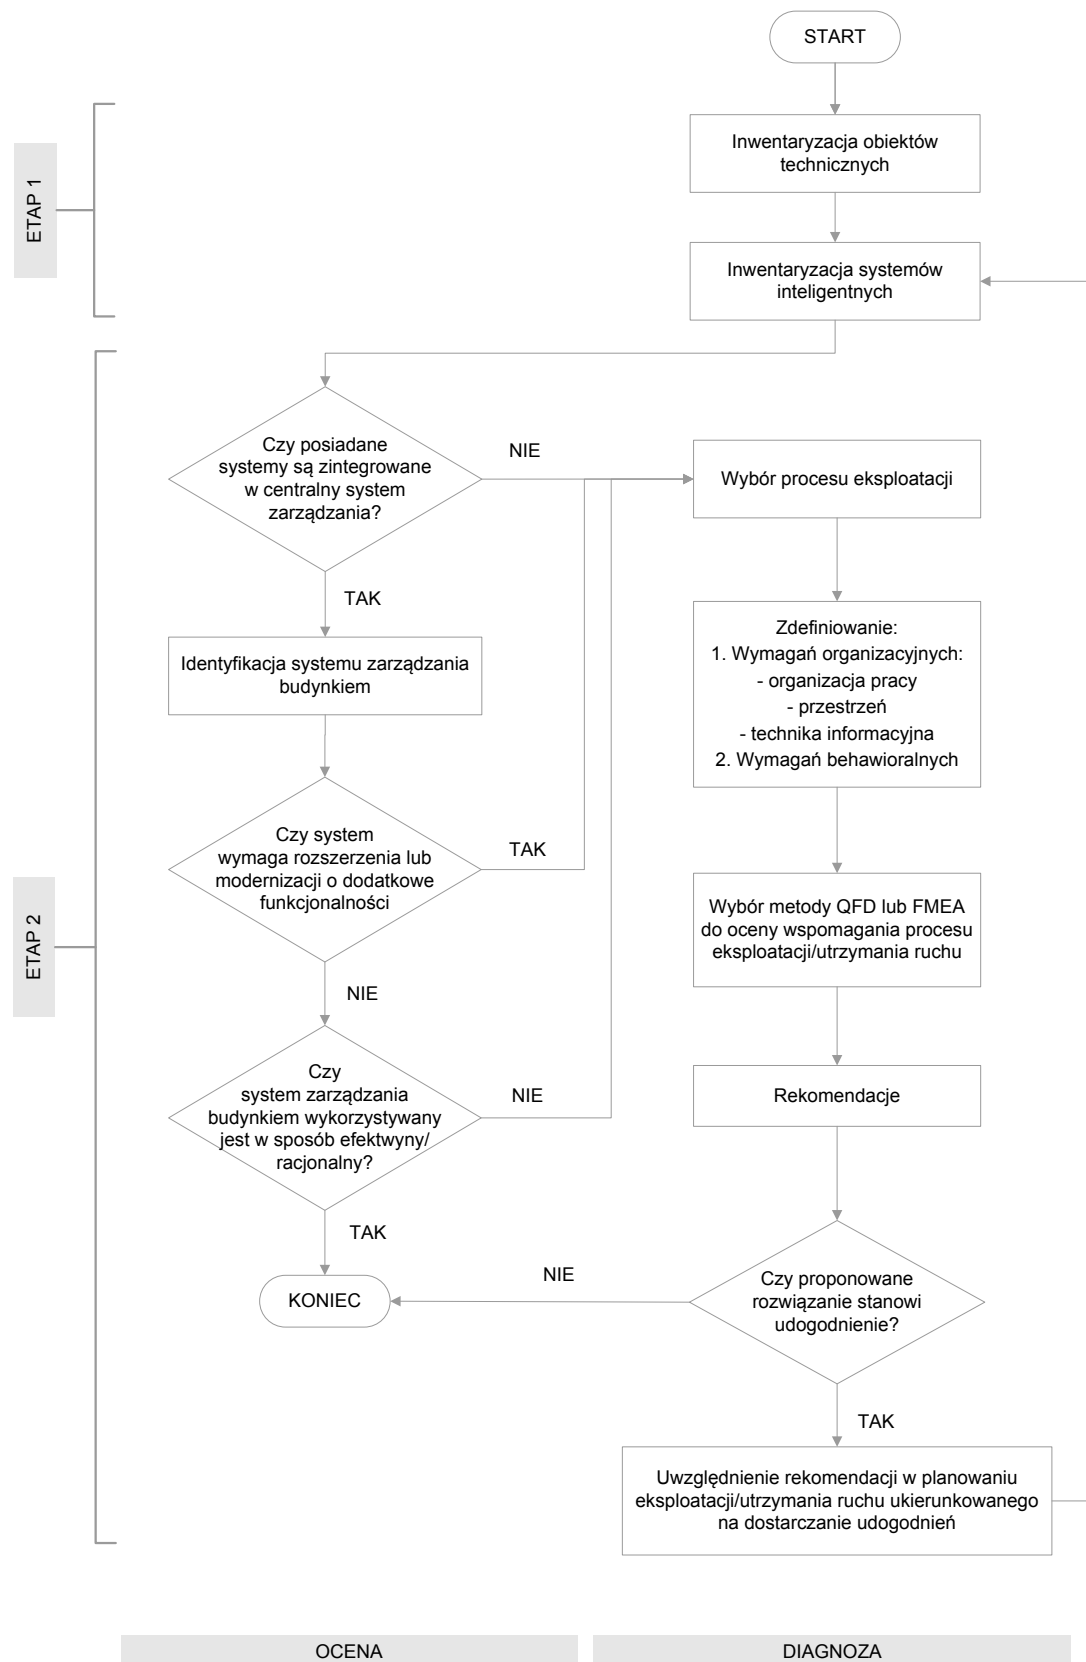 START
ETAP 1
Inwentaryzacja obiektów
technicznych
Inwentaryzacja systemów
inteligentnych
ETAP 2
Czy posiadane
systemy są zintegrowane
w centralny system
zarządzania?
NIE
TAK
Identyfikacja systemu zarządzania
budynkiem
Czy system
wymaga rozszerzenia lub
modernizacji o dodatkowe
funkcjonalności
TAK
NIE
Czy
system zarządzania
budynkiem wykorzystywany
jest w sposób efektwyny/
racjonalny?
NIE
TAK
KONIEC
Wybór procesu eksploatacji
Zdefiniowanie:
1. Wymagań organizacyjnych:
- organizacja pracy
- przestrzeń
- technika informacyjna
2. Wymagań behawioralnych
Wybór metody QFD lub FMEA
do oceny wspomagania procesu
eksploatacji/utrzymania ruchu
Rekomendacje
Czy proponowane
rozwiązanie stanowi
udogodnienie?
NIE
TAK
Uwzględnienie rekomendacji w planowaniu
eksploatacji/utrzymania ruchu ukierunkowanego
na dostarczanie udogodnień
OCENA
DIAGNOZA